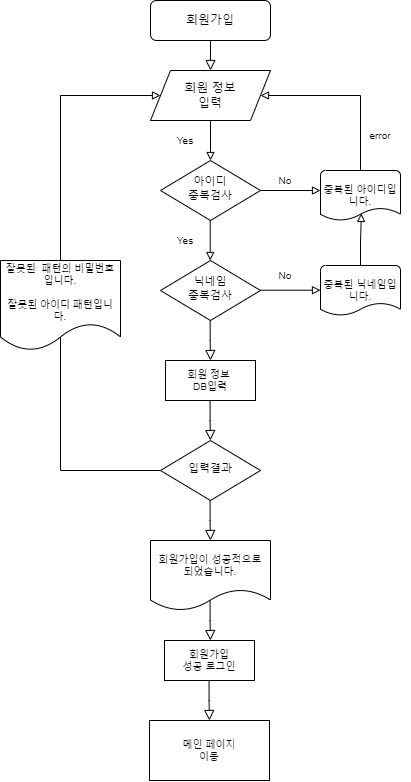 회원가입
회원 정보
입력
Yes
error
아이디
중복검사
No
중복된 아이디입
니다.
Yes
잘못된 패턴의 비밀번호
입니다.
잘못된 아이디 패턴입니
다.
닉네임
중복검사
No
중복된 닉네임입
니다.
회원 정보
DB입력
입력결과
회원가입이 성공적으로
되었습니다.
회원가입
성공 로그인
메인 페이지
이동